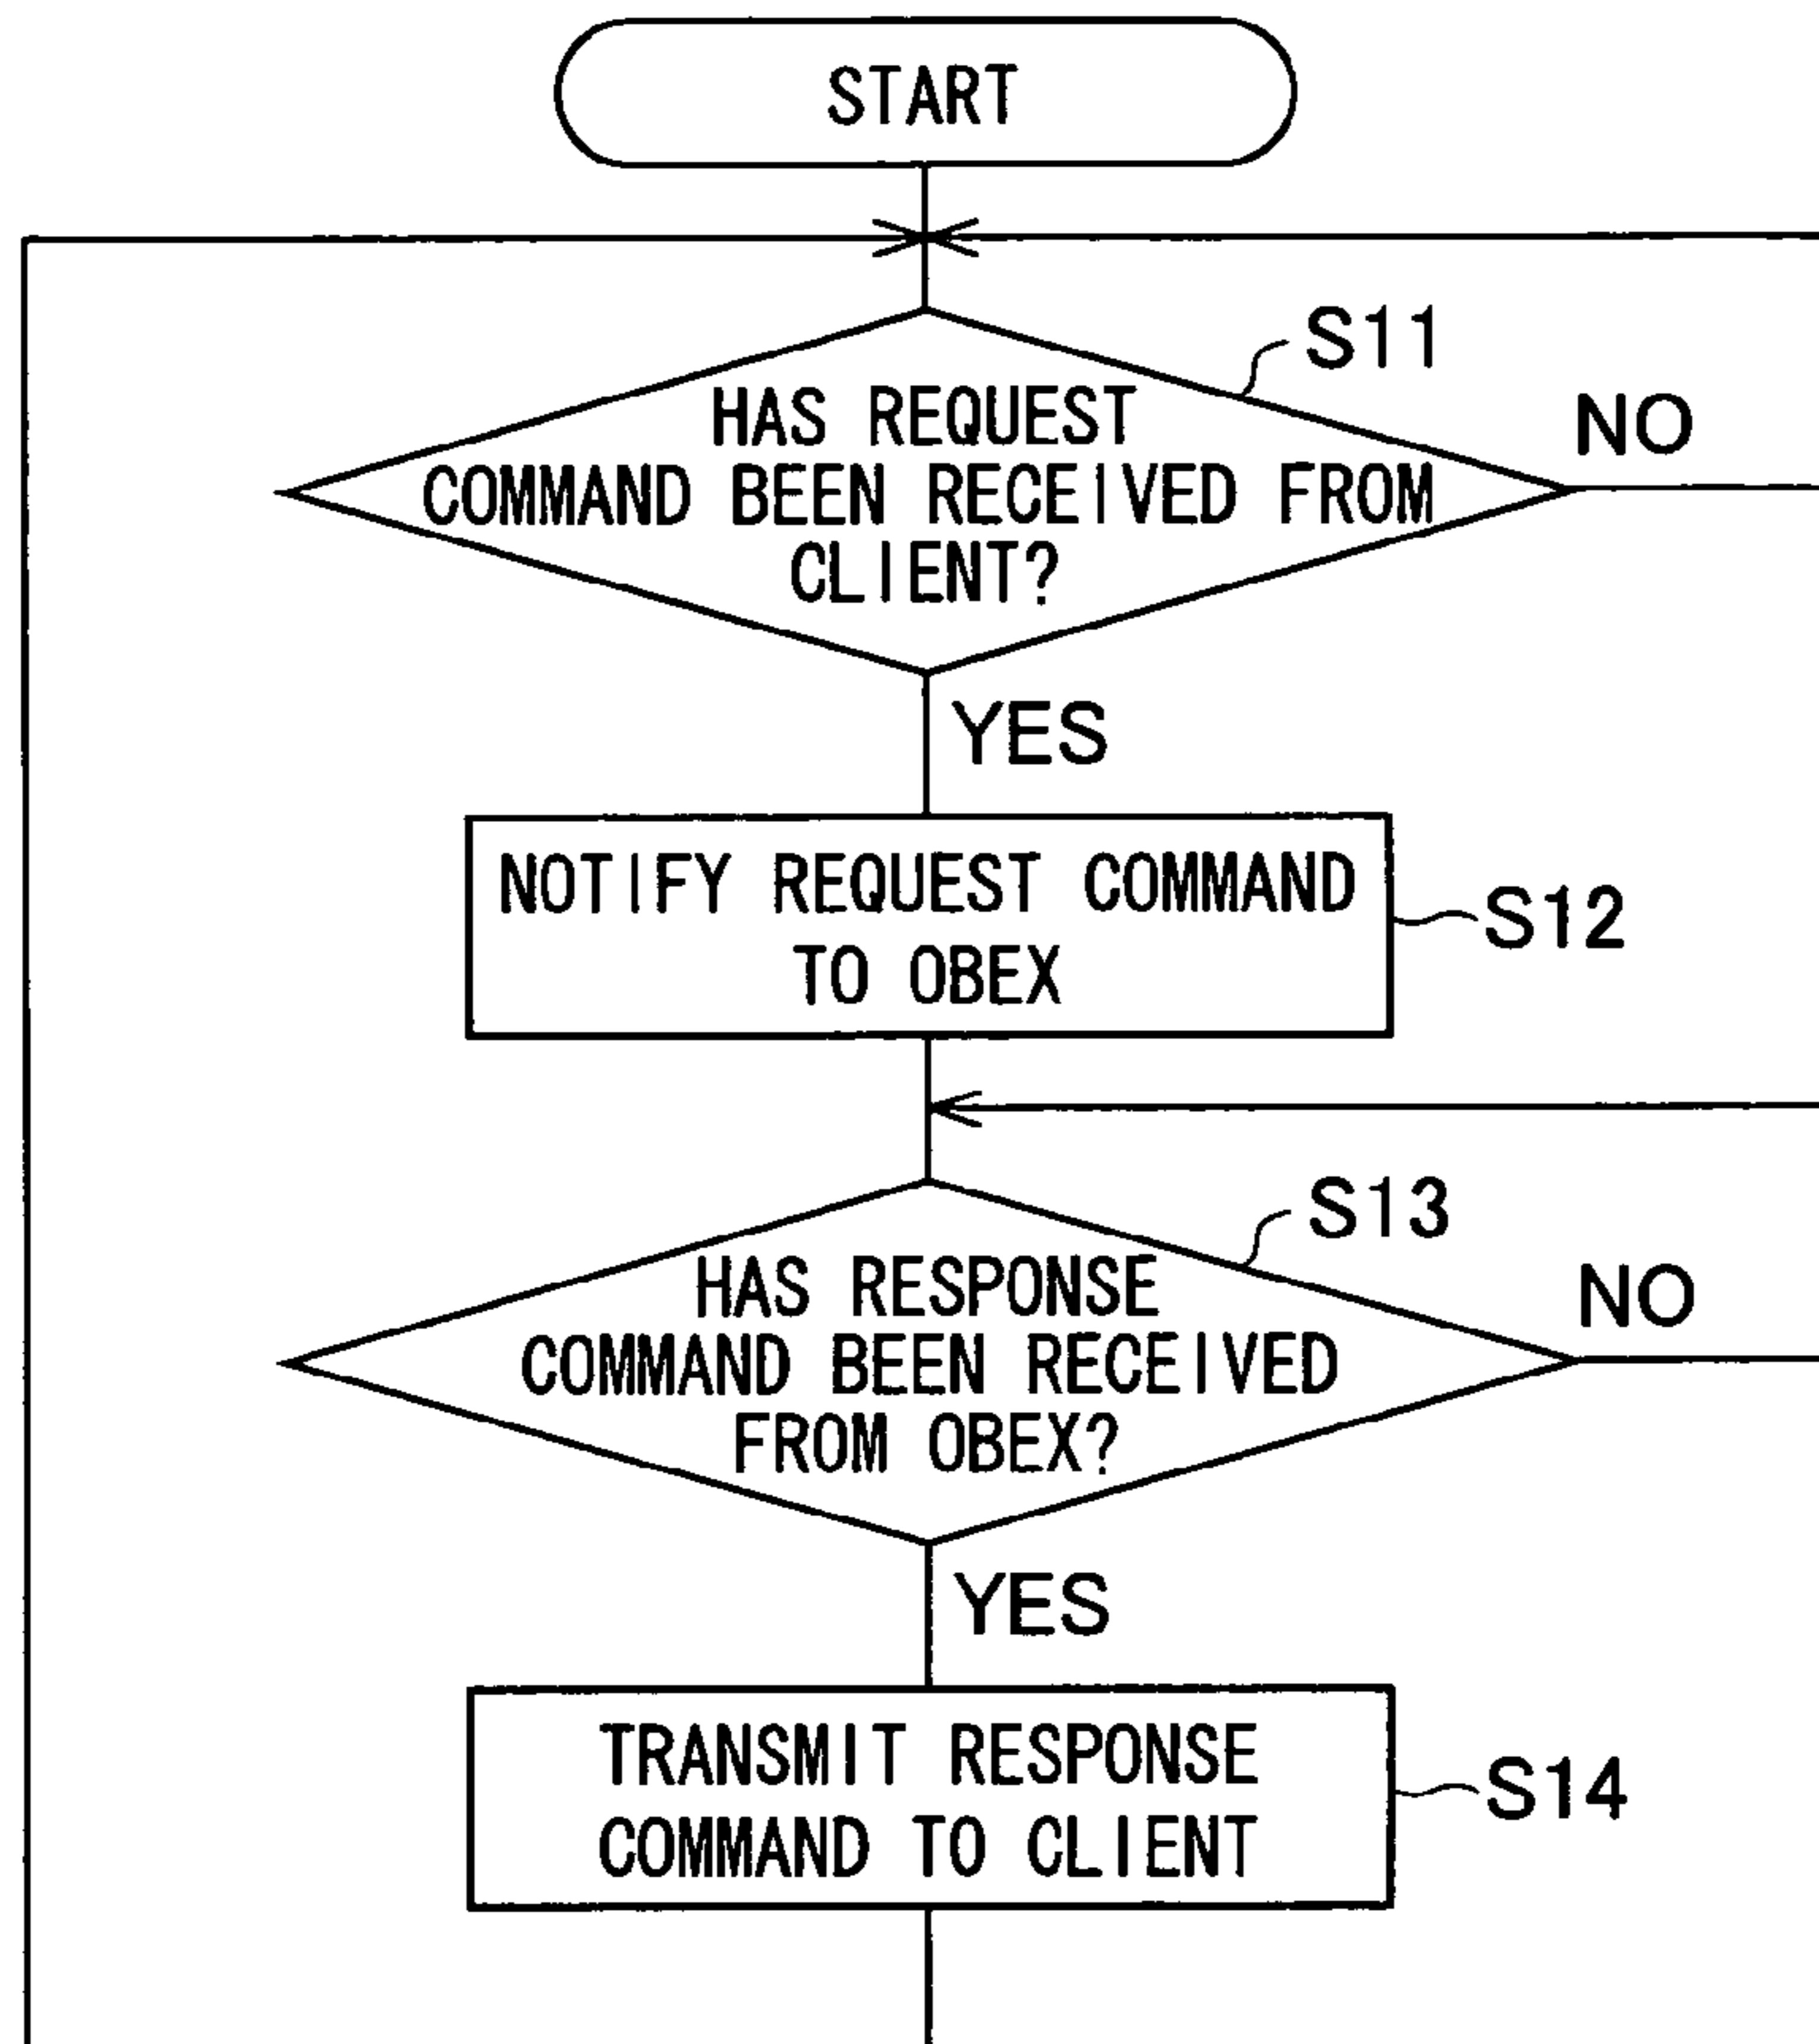 START
S11
HAS REQUEST
COMMAND BEEN RECEIVED FROM
CLIENT?
NO
YES
NOTIFY REQUEST COMMAND
TO OBEX
S12
S13
HAS RESPONSE
COMMAND BEEN RECEIVED
FROM OBEX?
NO
YES
TRANSMIT RESPONSE
COMMAND TO CLIENT
S14